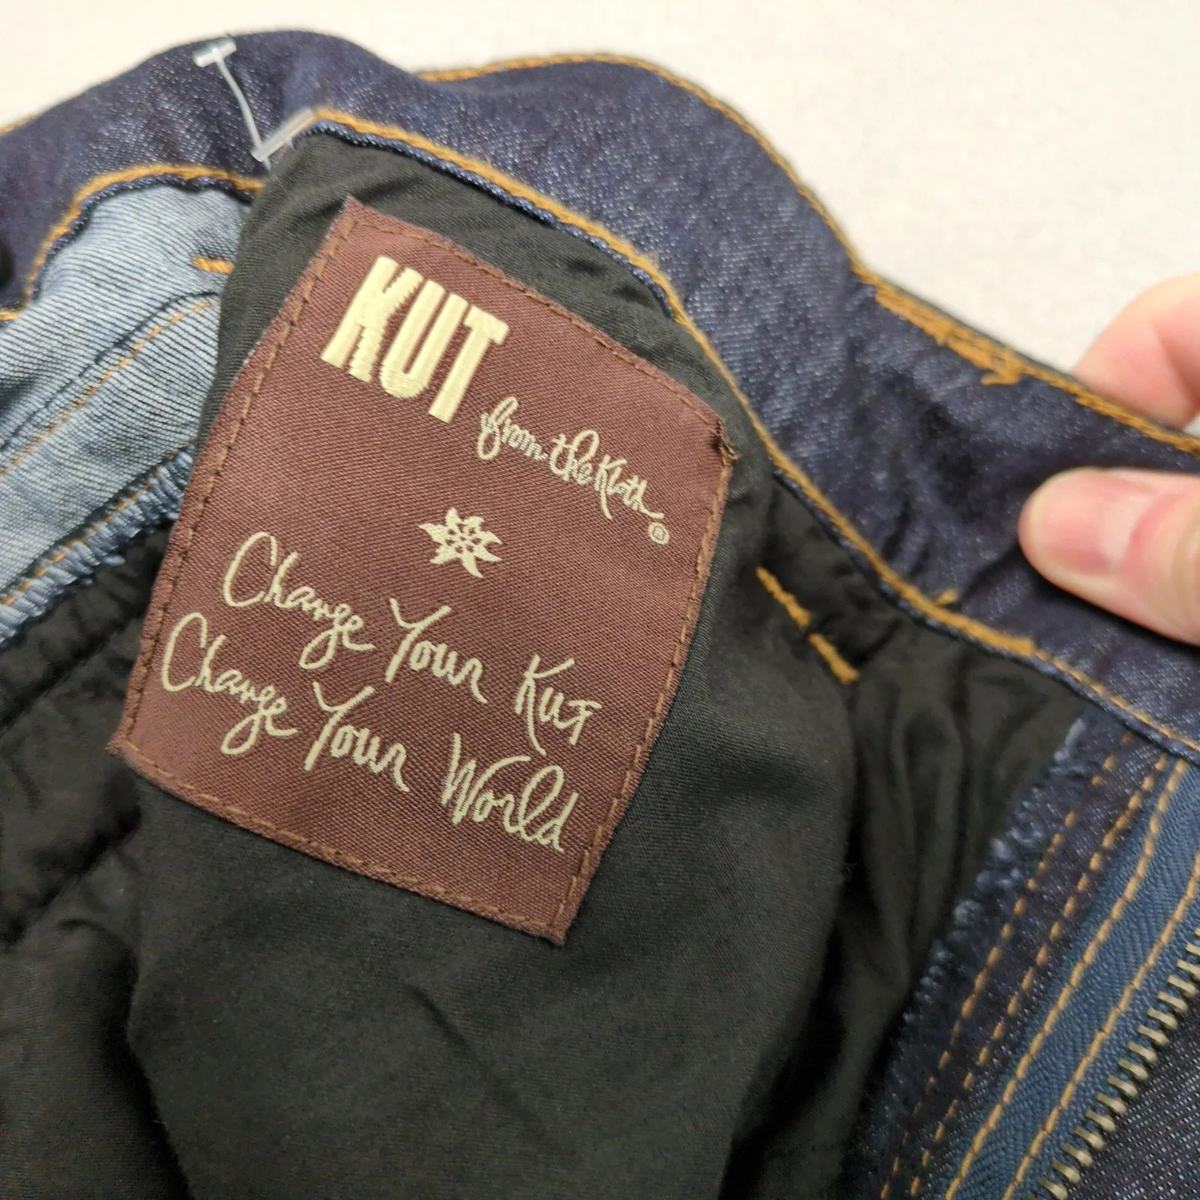 KUT
from the Kloth®
Change Your Kut
Change Your World